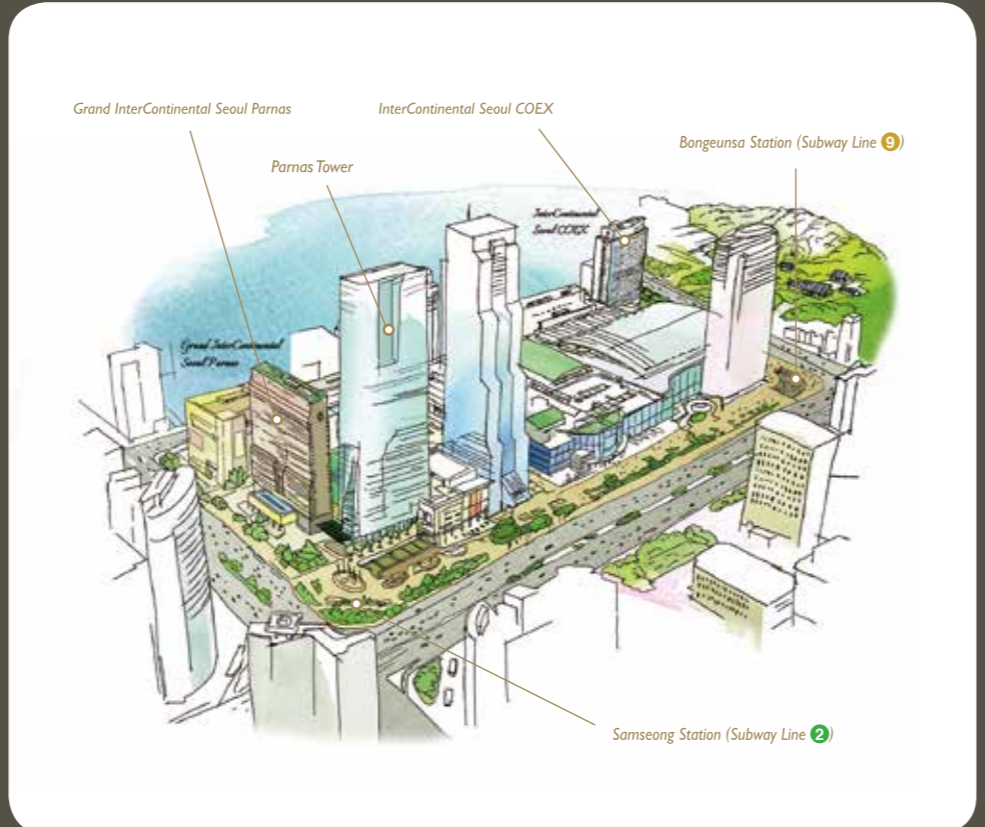 Grand InterContinental Seoul Parnas
InterContinental Seoul COEX
Bongeunsa Station (Subway Line 9)
Parnas Tower
InterContinental
Seoul COEX
Grand InterContinental
Seoul Parnas
Samseong Station (Subway Line 2)